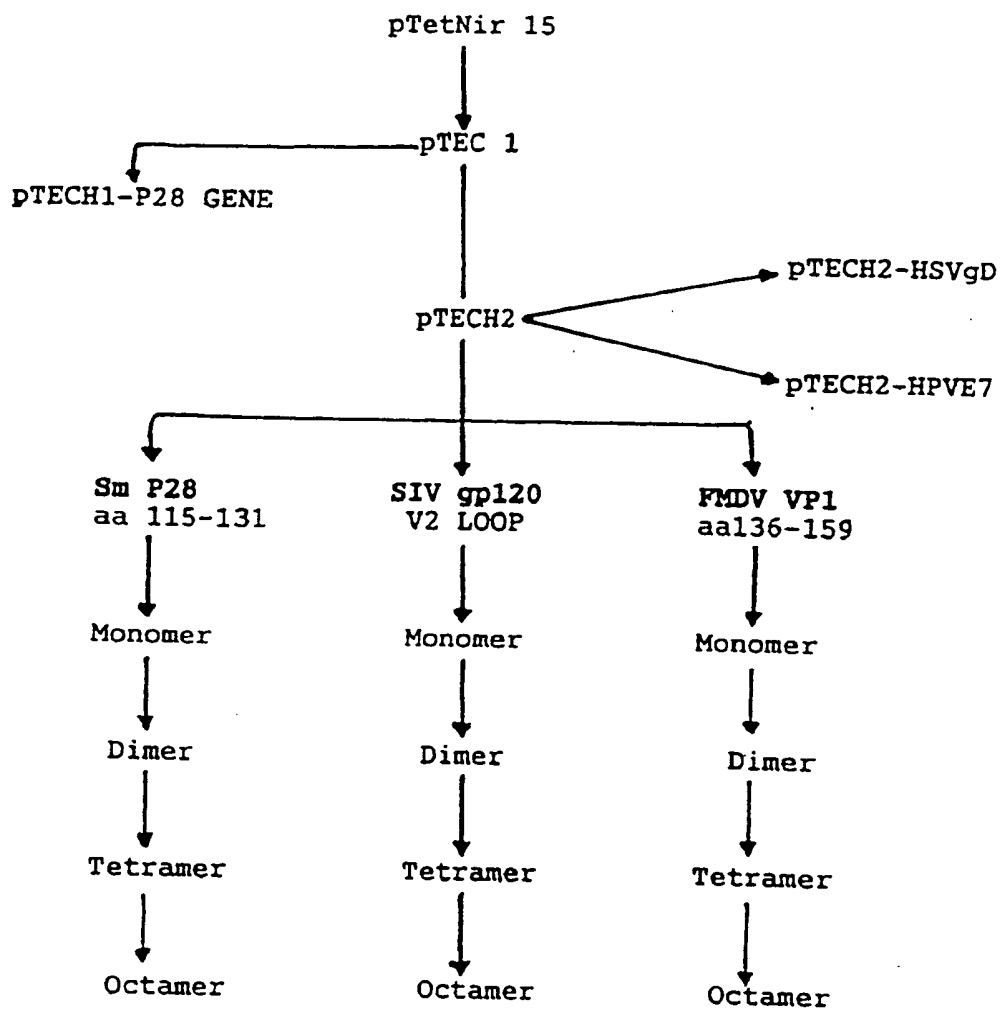 pTetNir 15
pTEC 1
pTECH1-P28 GENE
pTECH2-HSVgD
pTECH2
pTECH2-HPVE7
Sm P28
aa 115-131
SIV gp120
V2 LOOP
FMDV VP1
aa136-159
Monomer
Monomer
Monomer
Dimer
Dimer
Dimer
Tetramer
Tetramer
Tetramer
Octamer
Octamer
Octamer